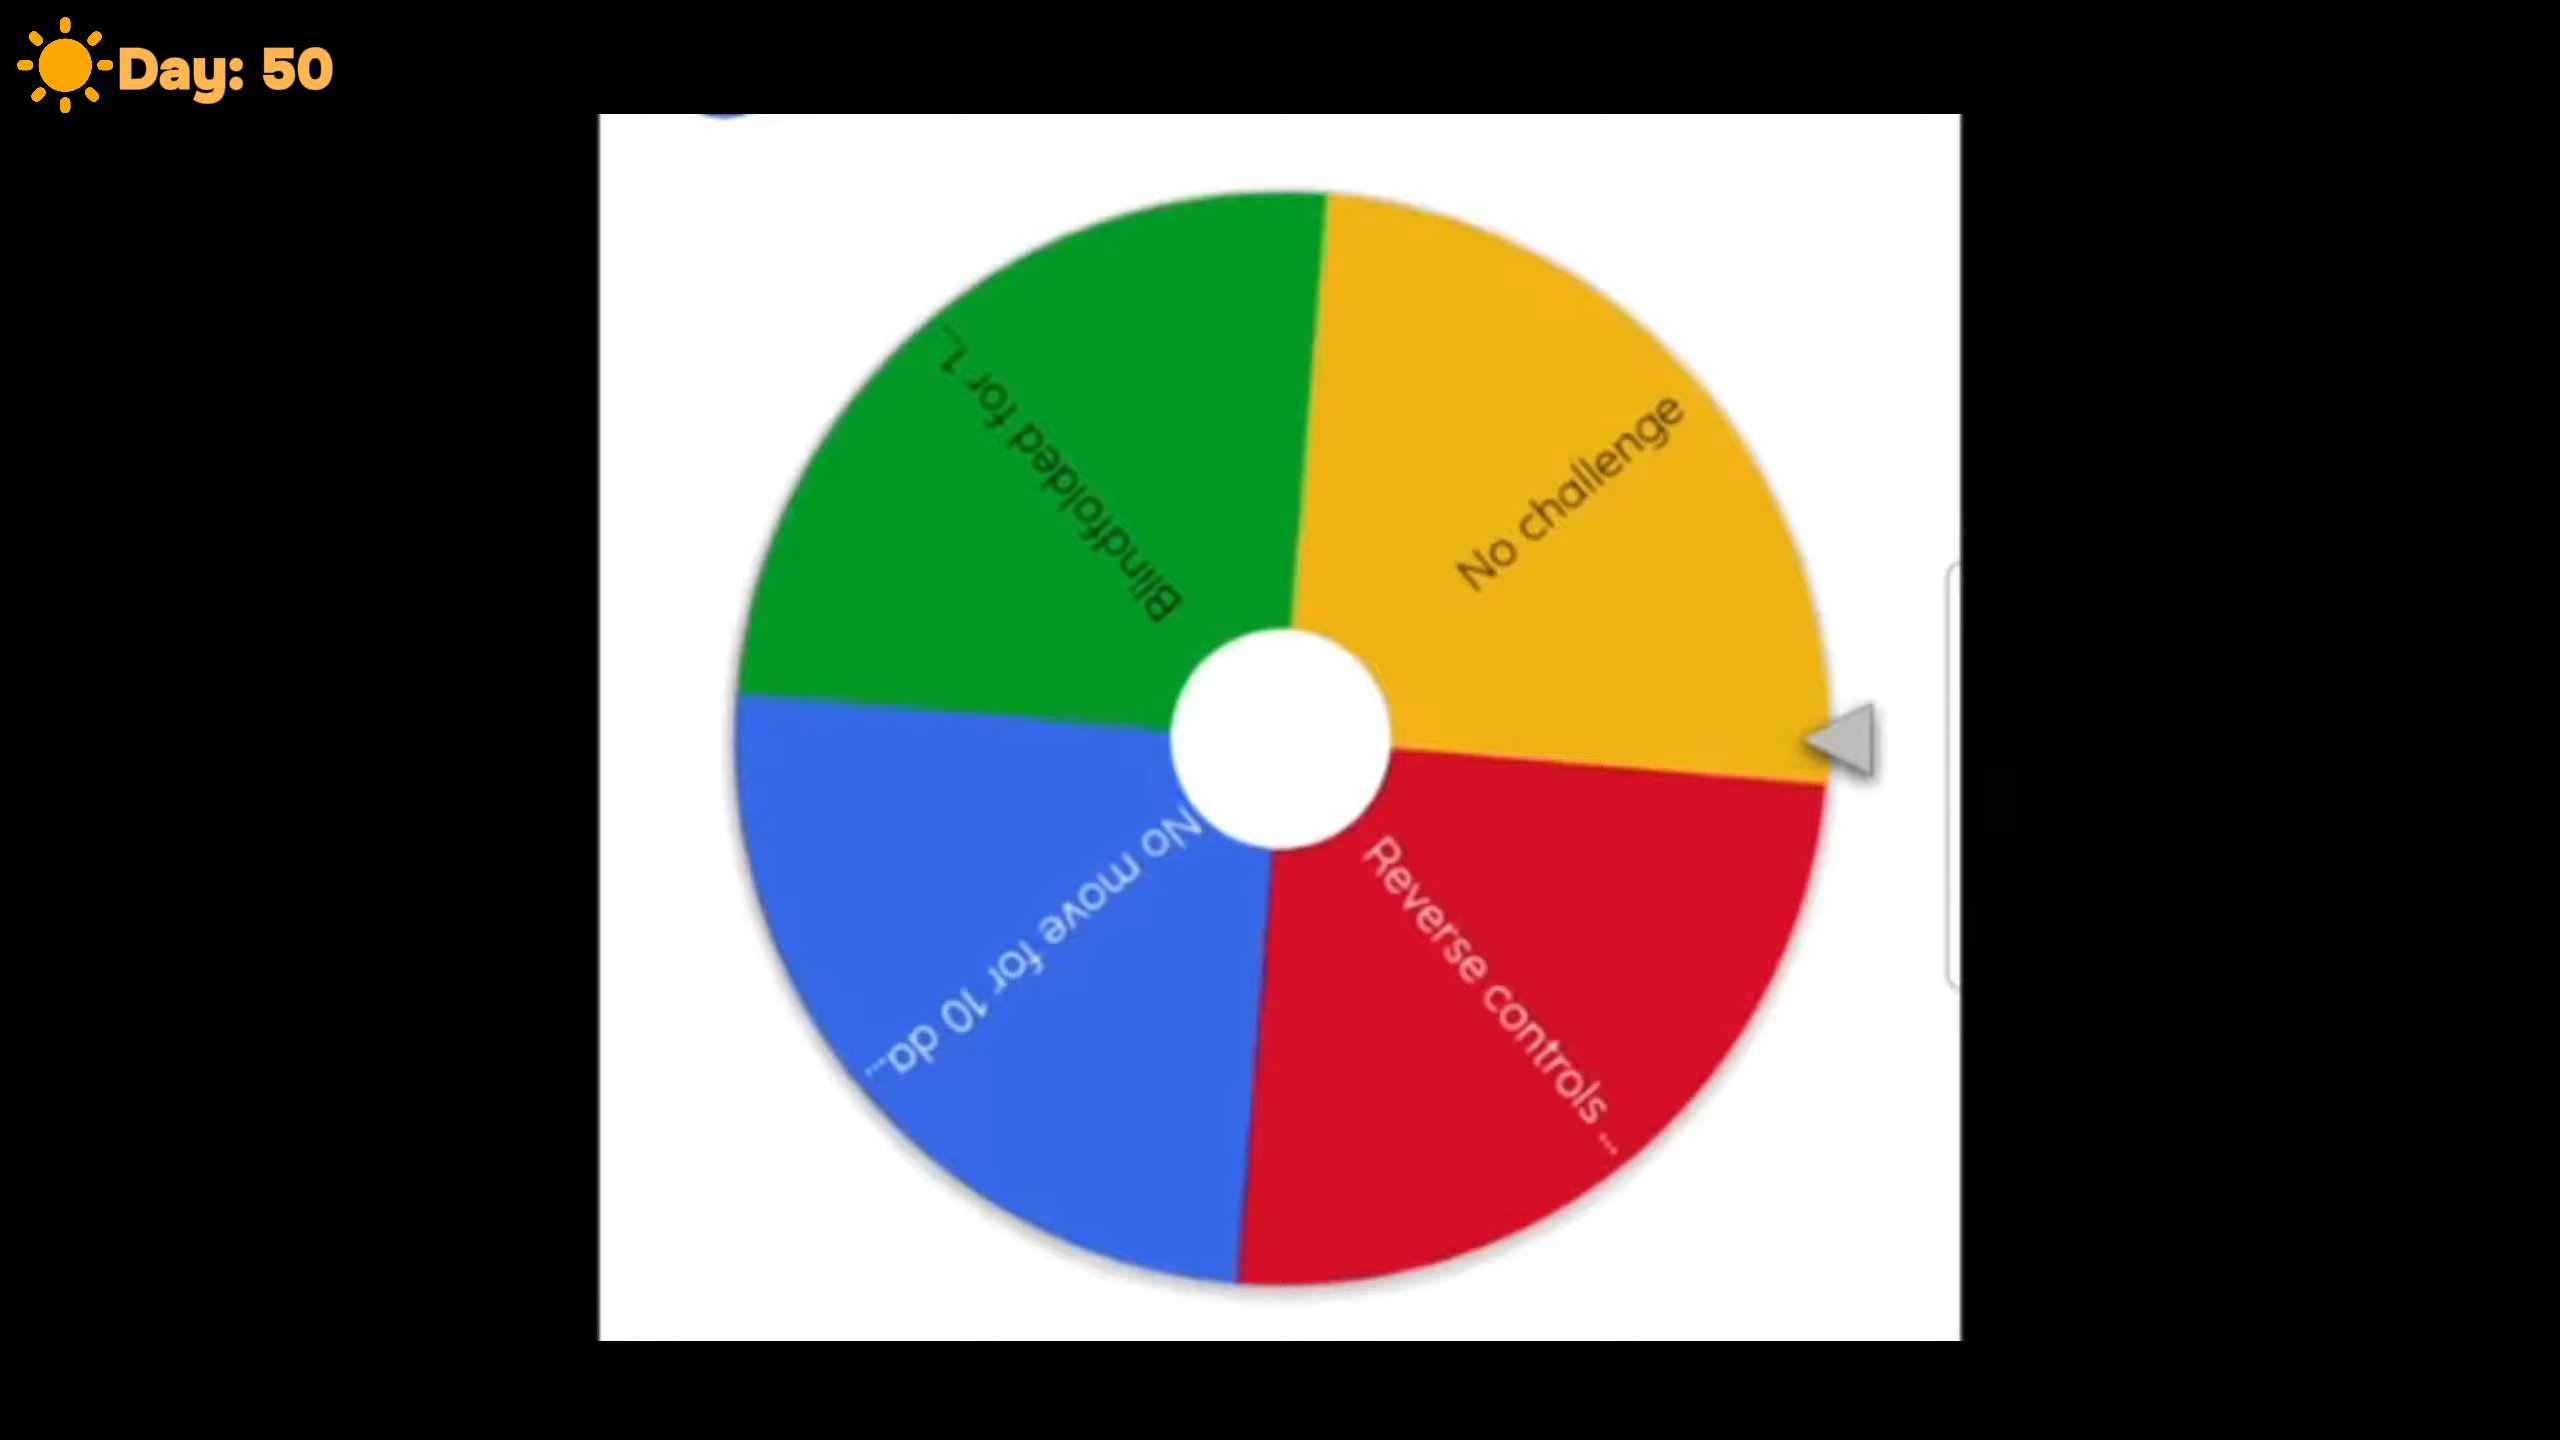 Day: 50
Blindfolded for 1...
No challenge
No move for 10 da...
Reverse controls ...